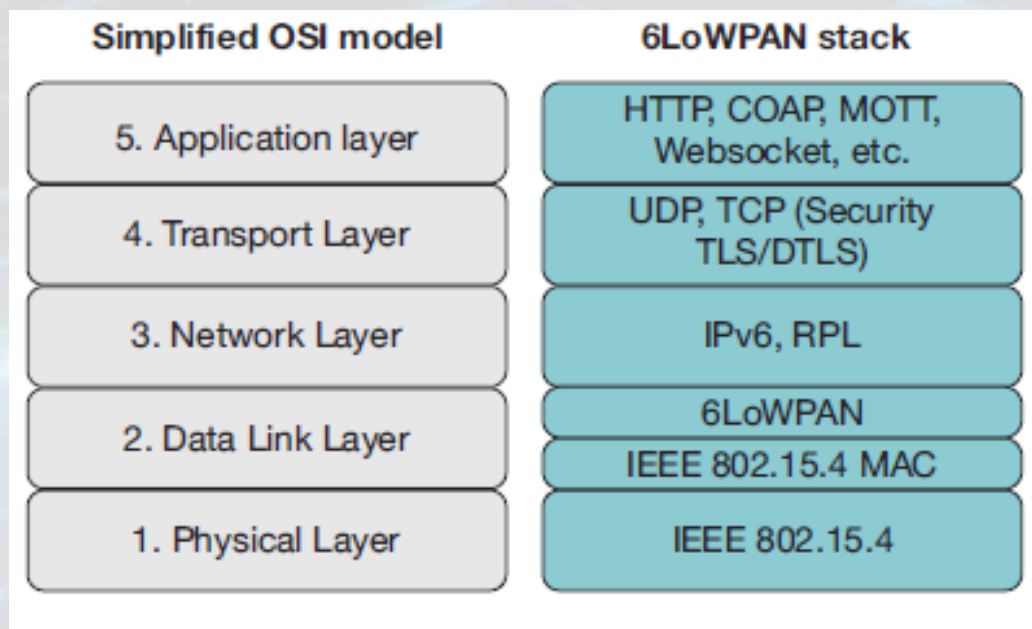 Simplified OSI model
6LoWPAN stack
5. Application layer
HTTP, COAP, MOTT,
Websocket, etc.
4. Transport Layer
UDP, TCP (Security
TLS/DTLS)
3. Network Layer
IPv6, RPL
2. Data Link Layer
6LoWPAN
IEEE 802.15.4 MAC
1. Physical Layer
IEEE 802.15.4